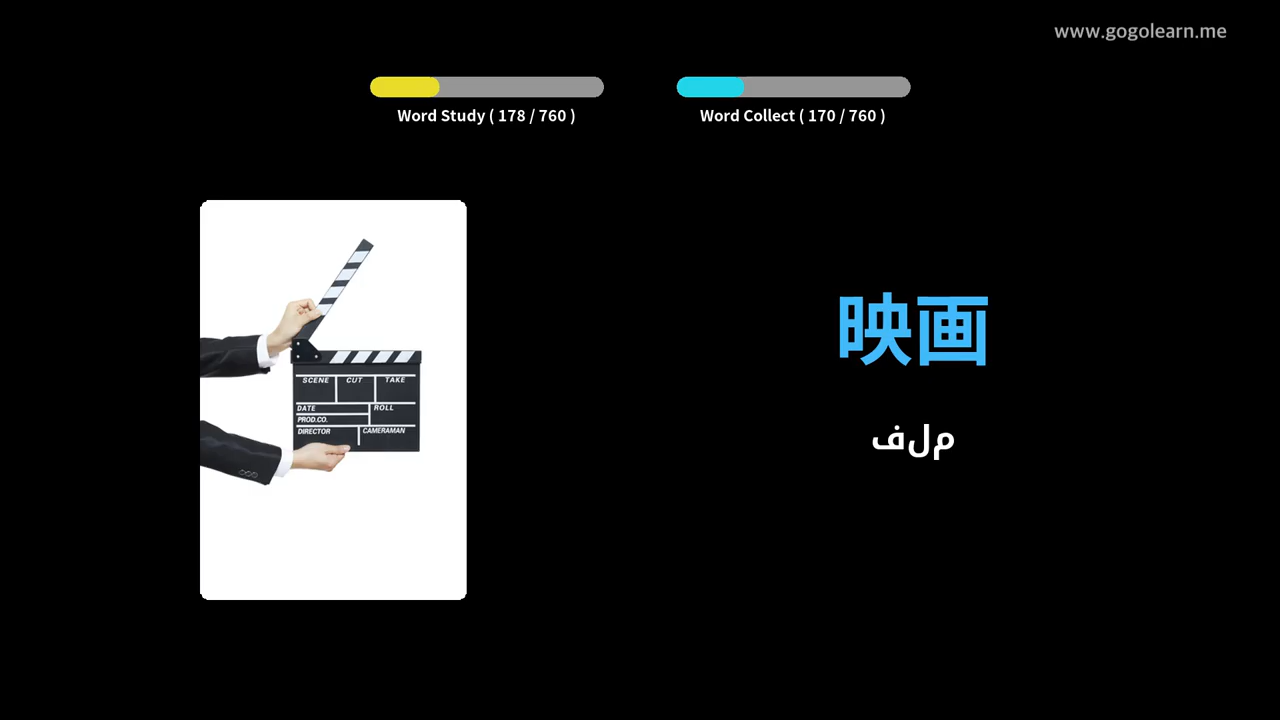 www.gogolearn.me
Word Study ( 178 / 760 )
Word Collect ( 170 / 760 )
SCENE CUT TAKE
DATE ROLL
PROD.CO.
DIRECTOR CAMERAMAN
映画
فلم